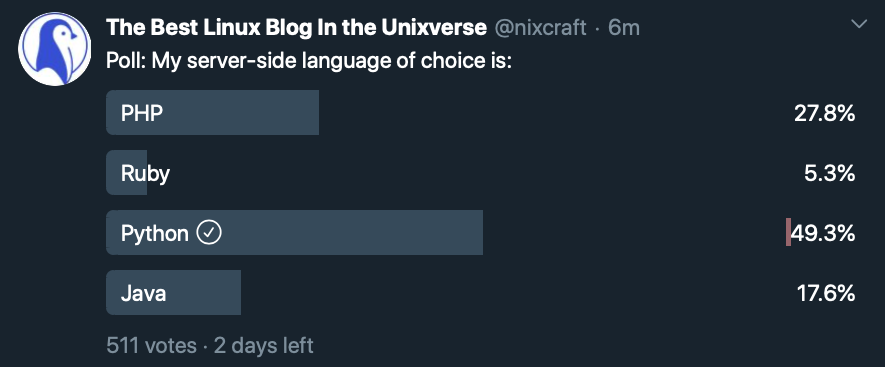 The Best Linux Blog In the Unixverse @nixcraft · 6m
Poll: My server-side language of choice is:
PHP 27.8%
Ruby 5.3%
Python 49.3%
Java 17.6%
511 votes · 2 days left